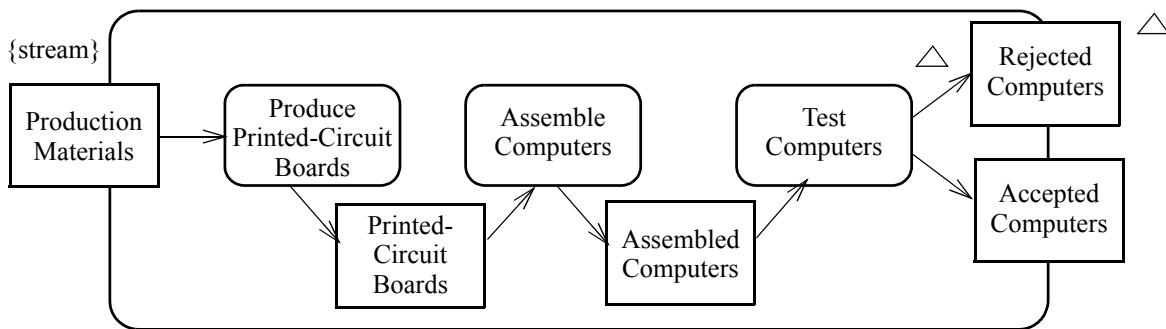 {stream}
Production
Materials
Produce
Printed-Circuit
Boards
Printed-
Circuit
Boards
Assemble
Computers
Assembled
Computers
Test
Computers
Rejected
Computers
Accepted
Computers